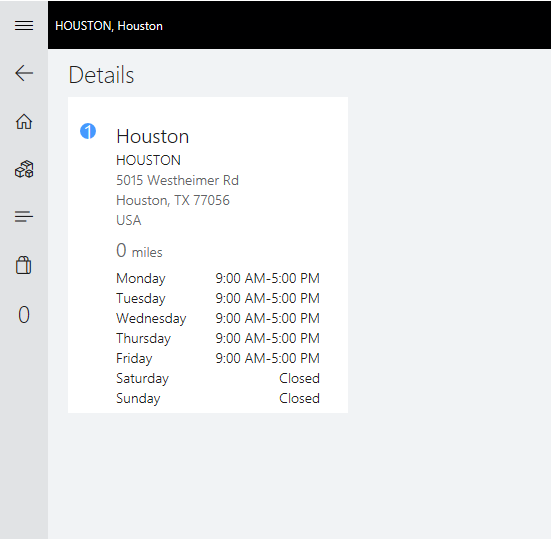 HOUSTON, Houston
Details
1
Houston
HOUSTON
5015 Westheimer Rd
Houston, TX 77056
USA
0 miles
Monday 9:00 AM-5:00 PM
Tuesday 9:00 AM-5:00 PM
Wednesday 9:00 AM-5:00 PM
Thursday 9:00 AM-5:00 PM
Friday 9:00 AM-5:00 PM
Saturday Closed
Sunday Closed
0